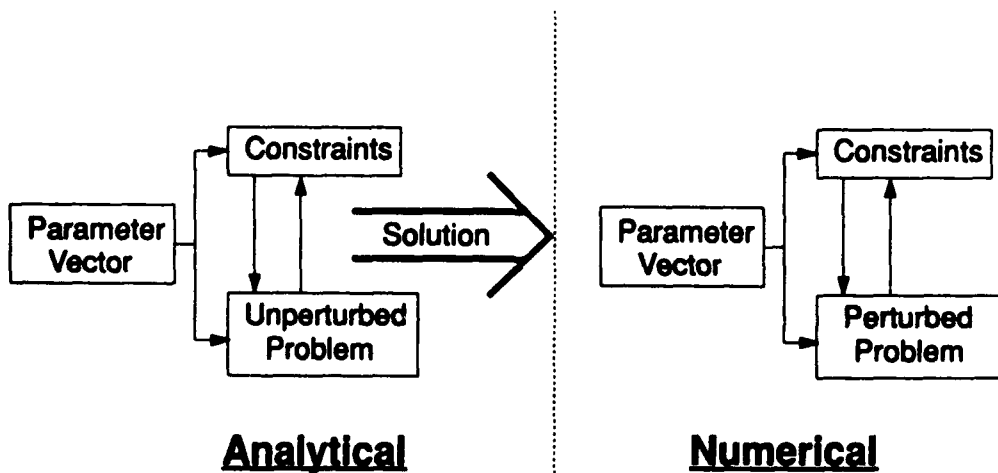 Constraints
Parameter
Vector
Solution
Unperturbed
Problem
Analytical
Constraints
Parameter
Vector
Perturbed
Problem
Numerical